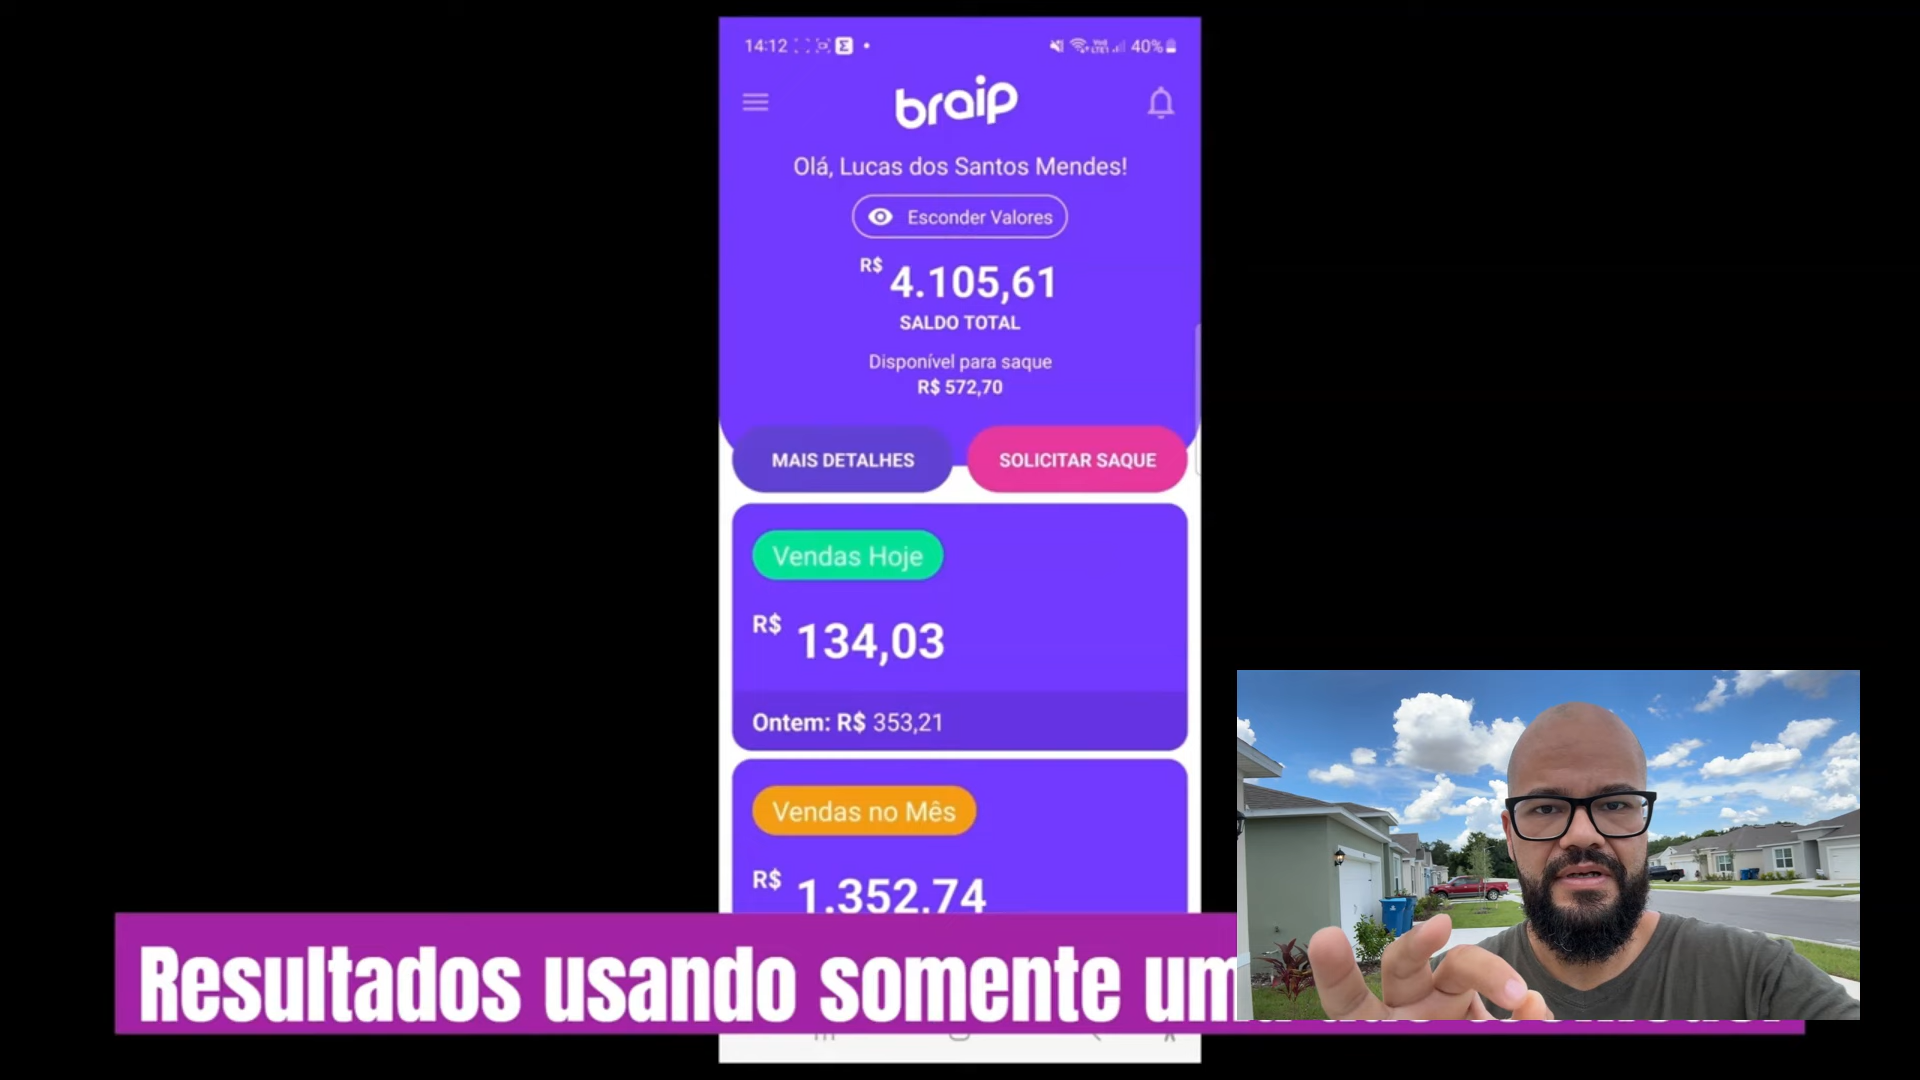 14:12
40%
braip
Olá, Lucas dos Santos Mendes!
Esconder Valores
R$ 4.105,61
SALDO TOTAL
Disponível para saque
R$ 572,70
MAIS DETALHES
SOLICITAR SAQUE
Vendas Hoje
R$ 134,03
Ontem: R$ 353,21
Vendas no Mês
R$ 1.352,74
Resultados usando somente